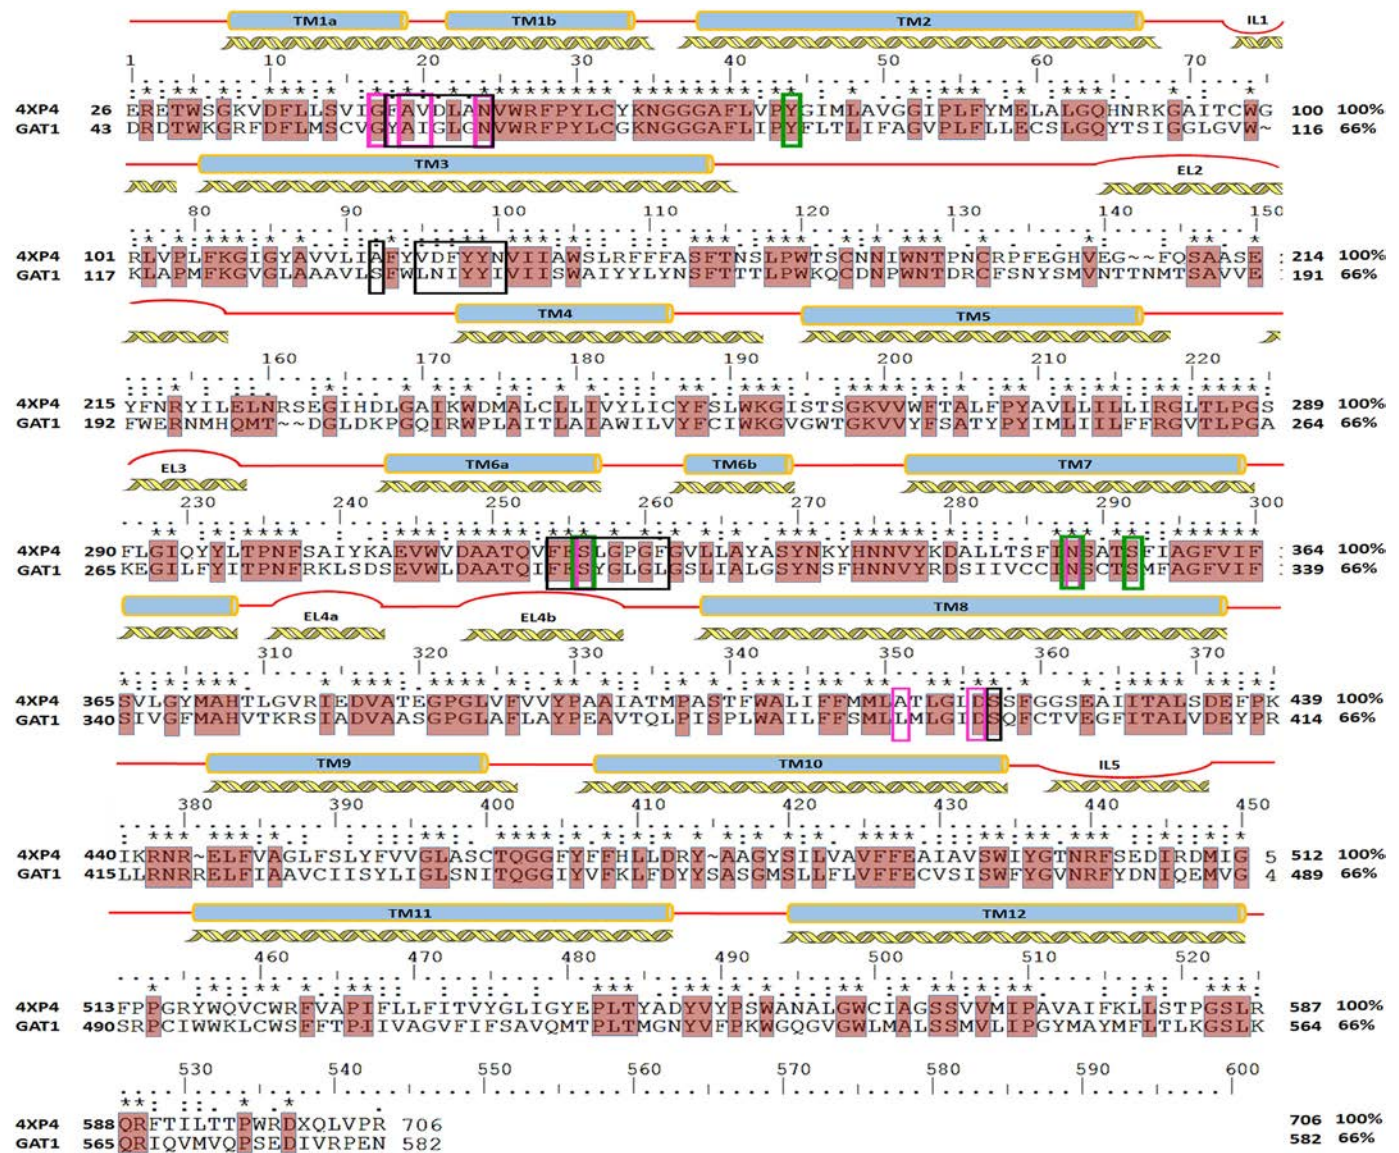 TM1a TM1b TM2 IL1
1 10 20 30 40 50 60 70
4XP4 26 ERETWSGKVDFLLSVIGFAVDLANVWRFPYLCYKNGGGAFLVPYGIMLAVGGIPLFYMELALGQHNRKGAITCWG 100 100%
GAT1 43 DRDTWKGRFDFLMSCVGYAIGLGNVWRFPYLCGKNGGGAFLIPYFLTLIFAGVPLFLLECSLGQYTSIGGLGVW~ 116 66%
TM3 EL2
80 90 100 110 120 130 140 150
4XP4 101 RLVPLFKGIGYAVVLIAFYVDFYYNVIIAWSLRFFFASFTNSLPWTSCNNIWNTPNCRPFEGHVEG~~FQSAASE 214 100%
GAT1 117 KLAPMFKGVGLAAAVLSFWLNIYYIVIISWAIYYLYNSFTTTLPWKQCDNPWNTDRCFSNYSMVNTTNMTSAVVE 191 66%
TM4 TM5
160 170 180 190 200 210 220
4XP4 215 YFNRYILELNRSEGIHDLGAIKWDMALCLLIVYLICYFSLWKGISTSGKVVWFTALFPYAVLLILLIRGLTLPGS 289 100%
GAT1 192 FWERNMHQMT~~DGLDKPGQIRWPLAITLAIAWILVYFCIWKGVGWTGKVVYFSATYPYIMLIILFFRGVTLPGA 264 66%
EL3 TM6a TM6b TM7
230 240 250 260 270 280 290 300
4XP4 290 FLGIQYYLTPNFSAIYKAEVWVDAATQVFFSLGPGFGVLLAYASYNKYHNNVYKDALLTSFINSATSFIAGFVIF 364 100%
GAT1 265 KEGILFYITPNFRKLSDSEVWLDAATQIFFSYGLGLGSLIALGSYNSFHNNVYRDSIIVCCINSCTSMFAGFVIF 339 66%
EL4a EL4b TM8
310 320 330 340 350 360 370
4XP4 365 SVLGYMAHTLGVRIEDVATEGPGLVFVVYPAAIATMPASTFWALIFFMMLATLGLDSSFGGSEAIITALSDEFPK 439 100%
GAT1 340 SIVGFMAHVTKRSIADVAASGPGLAFLAYPEAVTQLPISPLWAILFFSMLLMLGIDSQFCTVEGFITALVDEYPR 414 66%
TM9 TM10 IL5
380 390 400 410 420 430 440 450
4XP4 440 IKRNR~ELFVAGLFSLYFVVGLASCTQGGFYFFHLLDRY~AAGYSILVAVFFEAIAVSWIYGTNRFSEDIRDMIG 5 512 100%
GAT1 415 LLRNRRELFIAAVCIISYLIGLSNITQGGIYVFKLFDYYSASGMSLLFLVFFECVSISWFYGVNRFYDNIQEMVG 4 489 66%
TM11 TM12
460 470 480 490 500 510 520
4XP4 513 FPPGRYWQVCWRFVAPIFLLFITVYGLIGYEPLTYADYVYPSWANALGWCIAGSSVVMIPAVAIFKLLSTPGSLR 587 100%
GAT1 490 SRPCIWWKLCWSFFTPIIVAGVFIFSAVQMTPLTMGNYVFPKWGQGVGWLMALSSMVLIPGYMAYMFLTLKGSLK 564 66%
530 540 550 560 570 580 590 600
4XP4 588 QRFTILTTPWRDXQLVPR 706 706 100%
GAT1 565 QRIQVMVQPSEDIVRPEN 582 582 66%